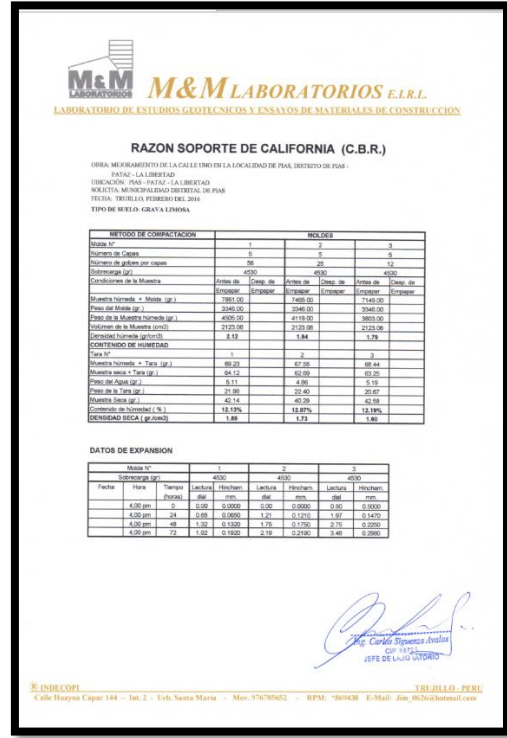 M&M
LABORATORIOS
M&M LABORATORIOS E.I.R.L.
LABORATORIO DE ESTUDIOS GEOTECNICOS Y ENSAYOS DE MATERIALES DE CONSTRUCCION
RAZON SOPORTE DE CALIFORNIA (C.B.R.)
OBRA: MEJORAMIENTO DE LA CALLE UNO EN LA LOCALIDAD DE PIAS, DISTRITO DE PIAS -
PATAZ - LA LIBERTAD
UBICACIÓN: PIAS - PATAZ - LA LIBERTAD
SOLICITA: MUNICIPALIDAD DISTRITAL DE PIAS
FECHA: TRUJILLO, FEBRERO DEL 2016
TIPO DE SUELO: GRAVA LIMOSA
METODO DE COMPACTACION MOLDES
Molde N° 1 2 3
Número de Capas 5 5 5
Número de golpes por capas 56 25 12
Sobrecarga (gr) 4530 4530 4530
Condiciones de la Muestra Antes de Desp. de Antes de Desp. de Antes de Desp. de
Empapar Empapar Empapar Empapar Empapar Empapar
Muestra húmeda + Molde (gr.) 7851.00 7465.00 7149.00
Peso del Molde (gr.) 3346.00 3346.00 3346.00
Peso de la Muestra húmeda (gr.) 4505.00 4119.00 3803.00
Volúmen de la Muestra (cm3) 2123.06 2123.06 2123.06
Densidad húmeda (gr/cm3) 2.12 1.94 1.79
CONTENIDO DE HUMEDAD
Tara N° 1 2 3
Muestra húmeda + Tara (gr.) 69.23 67.55 68.44
Muestra seca + Tara (gr.) 64.12 62.69 63.25
Peso del Agua (gr.) 5.11 4.86 5.19
Peso de la Tara (gr.) 21.98 22.40 20.67
Muestra Seca (gr.) 42.14 40.29 42.58
Contenido de húmedad ( % ) 12.13% 12.07% 12.19%
DENSIDAD SECA ( gr./cm3) 1.89 1.73 1.60
DATOS DE EXPANSION
Molde N° 1 2 3
Sobrecarga (gr) 4530 4530 4530
Fecha Hora Tiempo Lectura Hincham. Lectura Hincham. Lectura Hincham.
(horas) dial mm. dial mm. dial mm.
4,00 pm 0 0.00 0.0000 0.00 0.0000 0.50 0.5000
4,00 pm 24 0.65 0.0650 1.21 0.1210 1.97 0.1470
4,00 pm 48 1.32 0.1320 1.75 0.1750 2.75 0.2250
4,00 pm 72 1.92 0.1920 2.19 0.2190 3.46 0.2960
Ing. Carlos Siguenza Avalos
CIP
JEFE DE LABORATORIO
INDECOPI TRUJILLO - PERU
Calle Huayna Cápac 144 - Int. 2 - Urb. Santa Maria - Mov. 976785652 - RPM: *869438 E-Mail: Jim_0626@hotmail.com